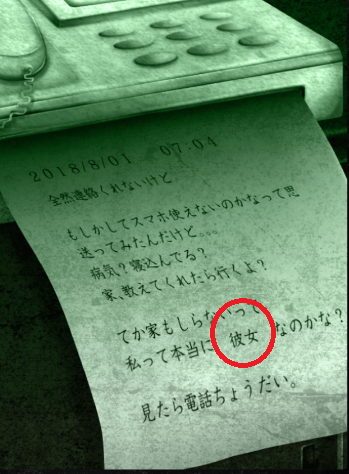 2018/8/01 07:04
全然連絡くれないけど
もしかしてスマホ使えないのかなって思
送ってみたんだけど。。。
病気?寝込んでる?
家、教えてくれたら行くよ?
てか家もしらないって
私って本当に 彼女 なのかな?
見たら電話ちょうだい。